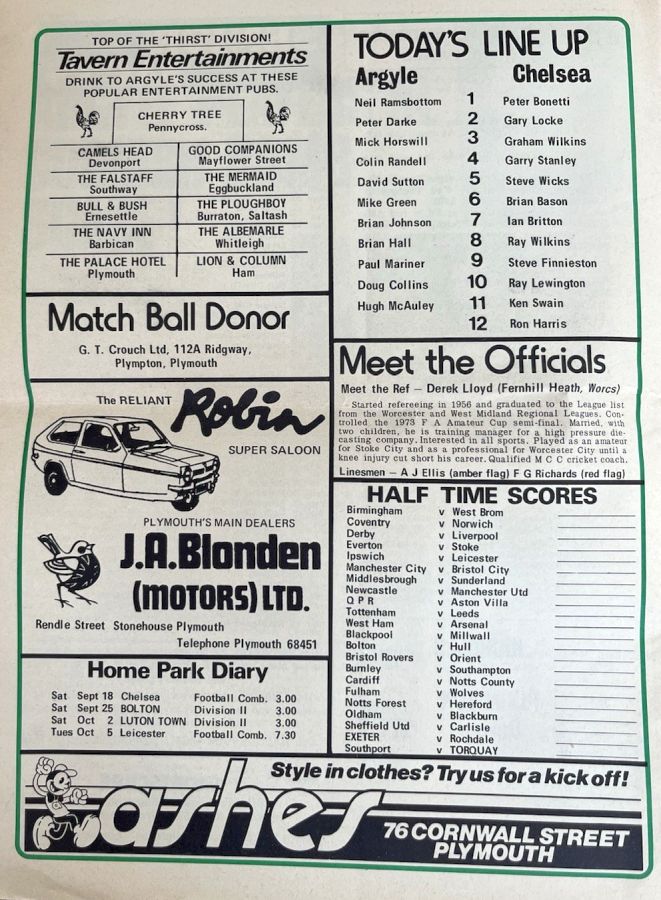 TOP OF THE 'THIRST' DIVISION!
Tavern Entertainments
DRINK TO ARGYLE'S SUCCESS AT THESE
POPULAR ENTERTAINMENT PUBS.
CHERRY TREE
Pennycross.
CAMELS HEAD GOOD COMPANIONS
Devonport Mayflower Street
THE FALSTAFF THE MERMAID
Southway Eggbuckland
BULL & BUSH THE PLOUGHBOY
Ernesettle Burraton, Saltash
THE NAVY INN THE ALBEMARLE
Barbican Whitleigh
THE PALACE HOTEL LION & COLUMN
Plymouth Ham
Match Ball Donor
G. T. Crouch Ltd, 112A Ridgway,
Plympton, Plymouth
The RELIANT Robin
SUPER SALOON
PLYMOUTH'S MAIN DEALERS
J.A.Blonden
(MOTORS) LTD.
Rendle Street Stonehouse Plymouth
Telephone Plymouth 68451
Home Park Diary
Sat Sept 18 Chelsea Football Comb. 3.00
Sat Sept 25 BOLTON Division II 3.00
Sat Oct 2 LUTON TOWN Division II 3.00
Tues Oct 5 Leicester Football Comb. 7.30
TODAY'S LINE UP
Argyle Chelsea
Neil Ramsbottom 1 Peter Bonetti
Peter Darke 2 Gary Locke
Mick Horswill 3 Graham Wilkins
Colin Randell 4 Garry Stanley
David Sutton 5 Steve Wicks
Mike Green 6 Brian Bason
Brian Johnson 7 Ian Britton
Brian Hall 8 Ray Wilkins
Paul Mariner 9 Steve Finnieston
Doug Collins 10 Ray Lewington
Hugh McAuley 11 Ken Swain
12 Ron Harris
Meet the Officials
Meet the Ref — Derek Lloyd (Fernhill Heath, Worcs)
Started refereeing in 1956 and graduated to the League list
from the Worcester and West Midland Regional Leagues. Con-
trolled the 1973 F A Amateur Cup semi-final. Married, with
two children, he is training manager for a high pressure die-
casting company. Interested in all sports. Played as an amateur
for Stoke City and as a professional for Worcester City until a
knee injury cut short his career. Qualified M C C cricket coach.
Linesmen — A J Ellis (amber flag) F G Richards (red flag)
HALF TIME SCORES
Birmingham v West Brom
Coventry v Norwich
Derby v Liverpool
Everton v Stoke
Ipswich v Leicester
Manchester City v Bristol City
Middlesbrough v Sunderland
Newcastle v Manchester Utd
Q P R v Aston Villa
Tottenham v Leeds
West Ham v Arsenal
Blackpool v Millwall
Bolton v Hull
Bristol Rovers v Orient
Burnley v Southampton
Cardiff v Notts County
Fulham v Wolves
Notts Forest v Hereford
Oldham v Blackburn
Sheffield Utd v Carlisle
EXETER v Rochdale
Southport v TORQUAY
Style in clothes? Try us for a kick off!
ashes
76 CORNWALL STREET
PLYMOUTH